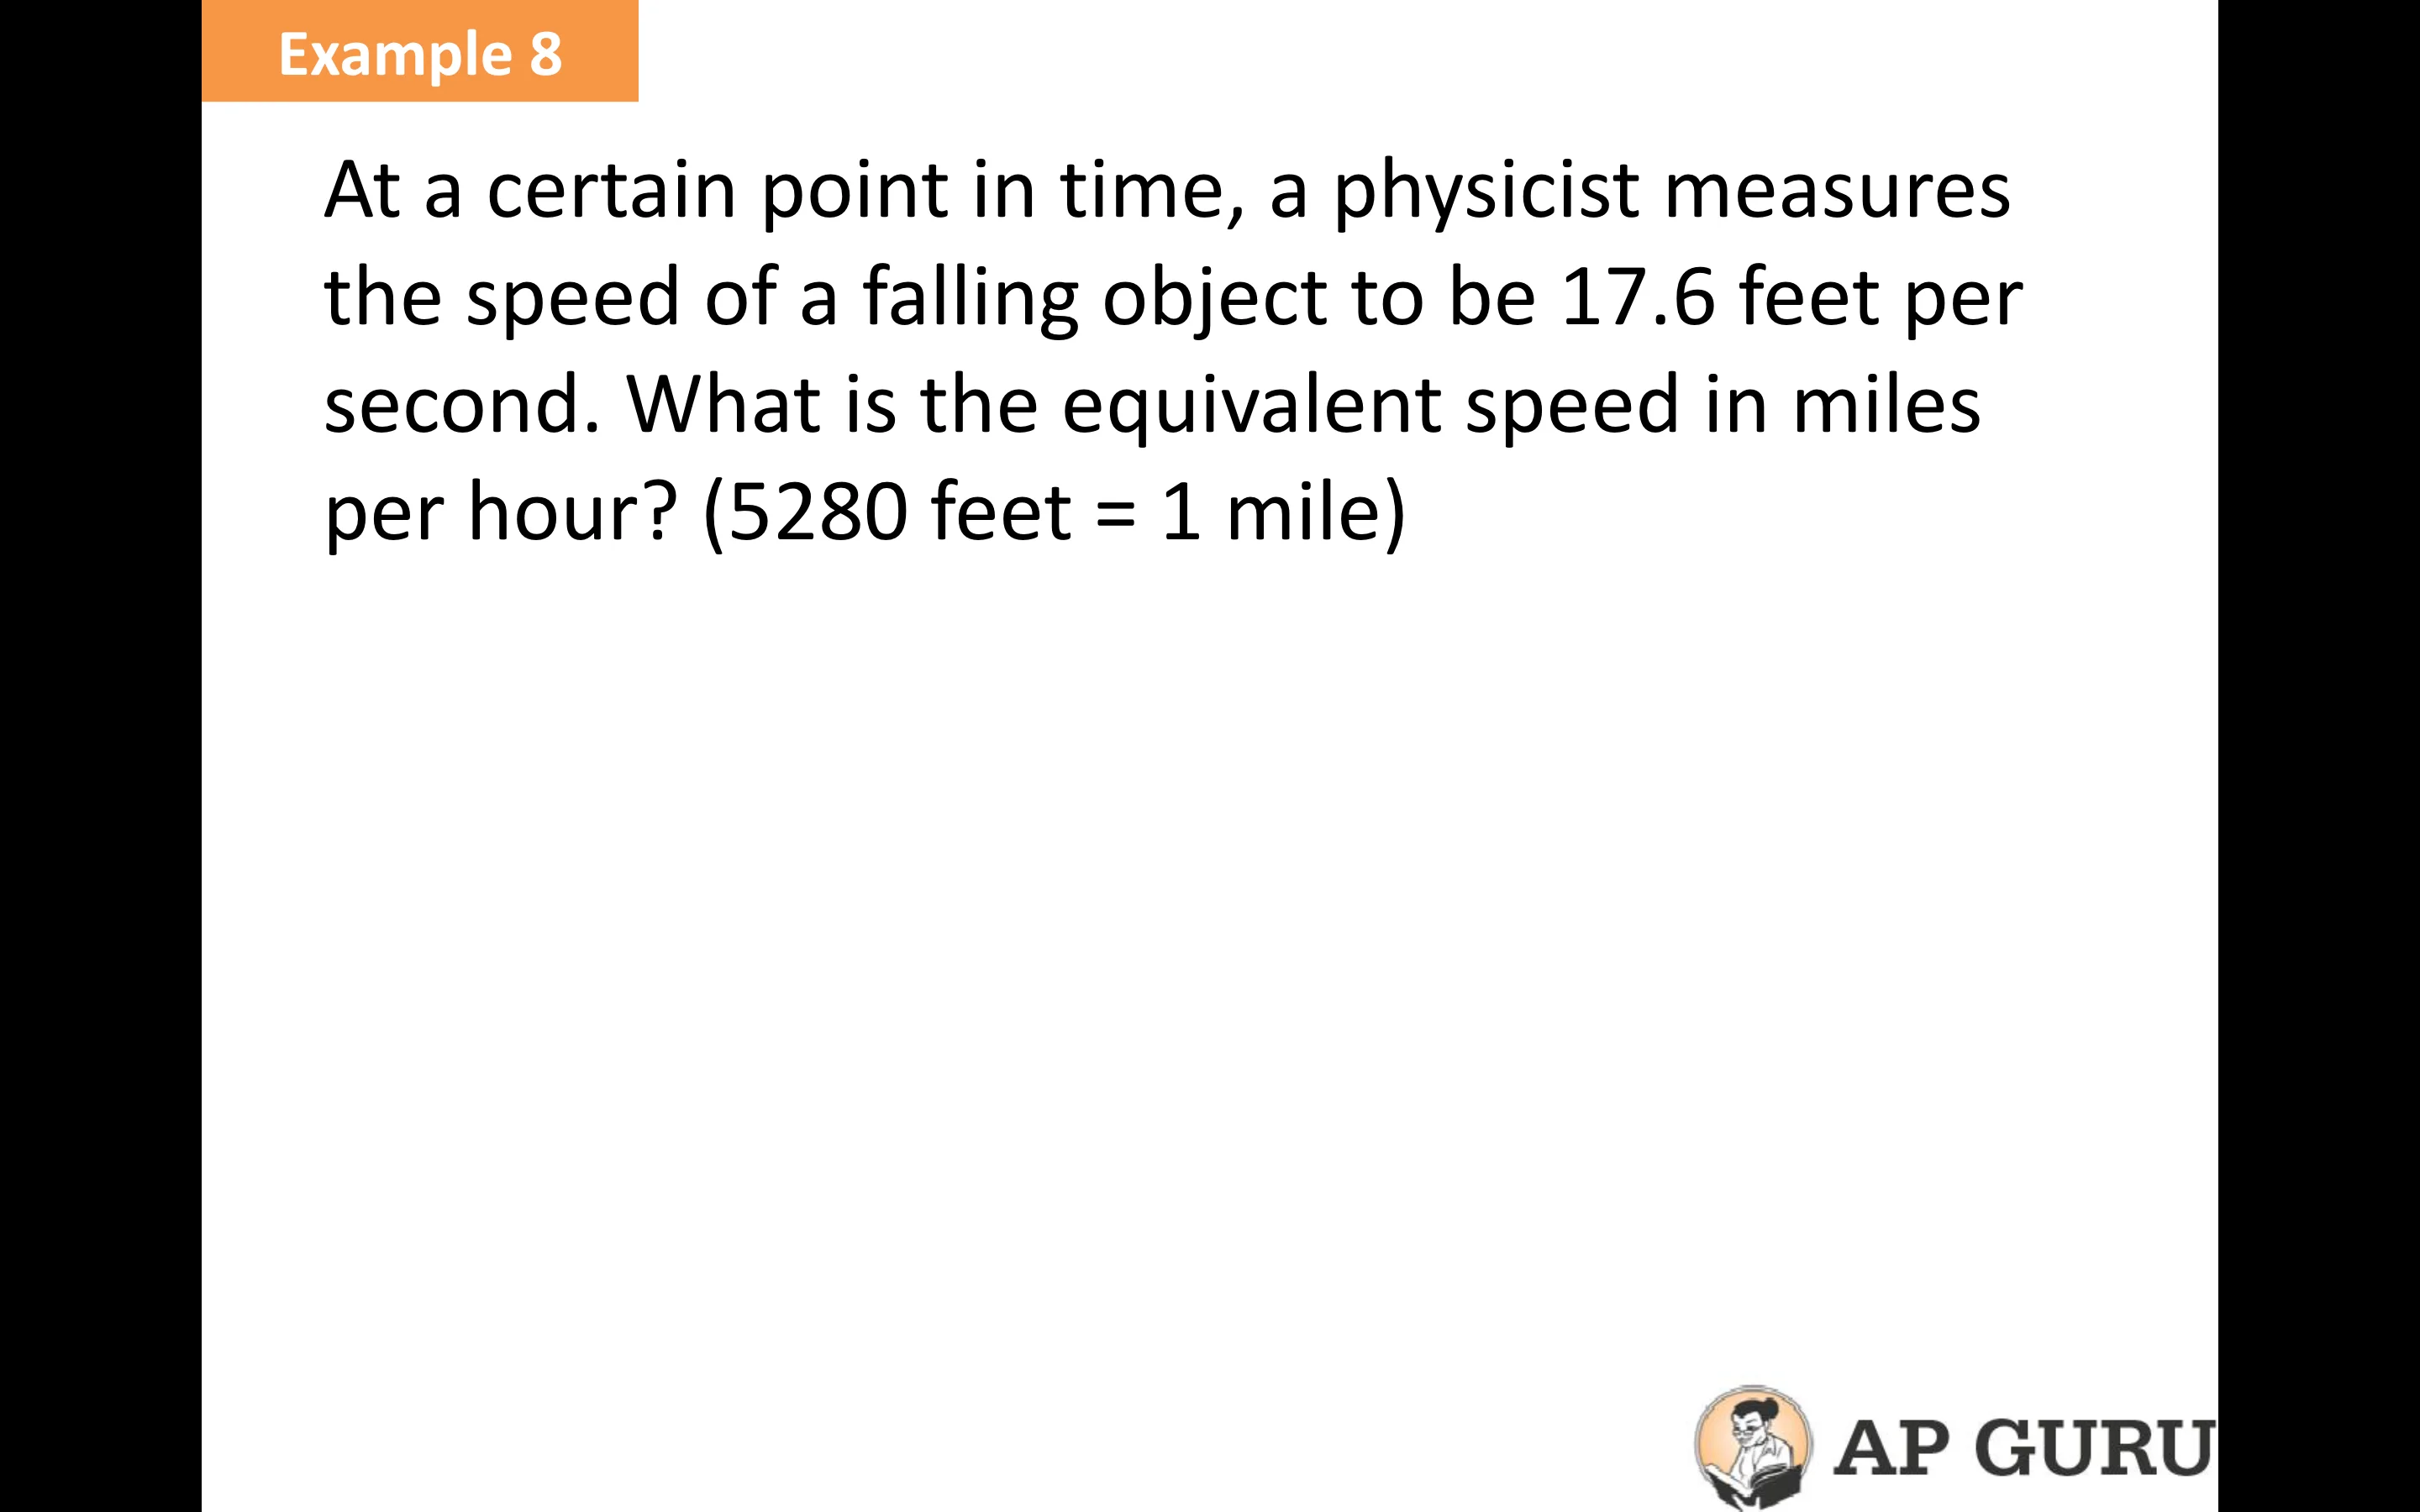 Example 8
At a certain point in time, a physicist measures
the speed of a falling object to be 17.6 feet per
second. What is the equivalent speed in miles
per hour? (5280 feet = 1 mile)
AP GURU